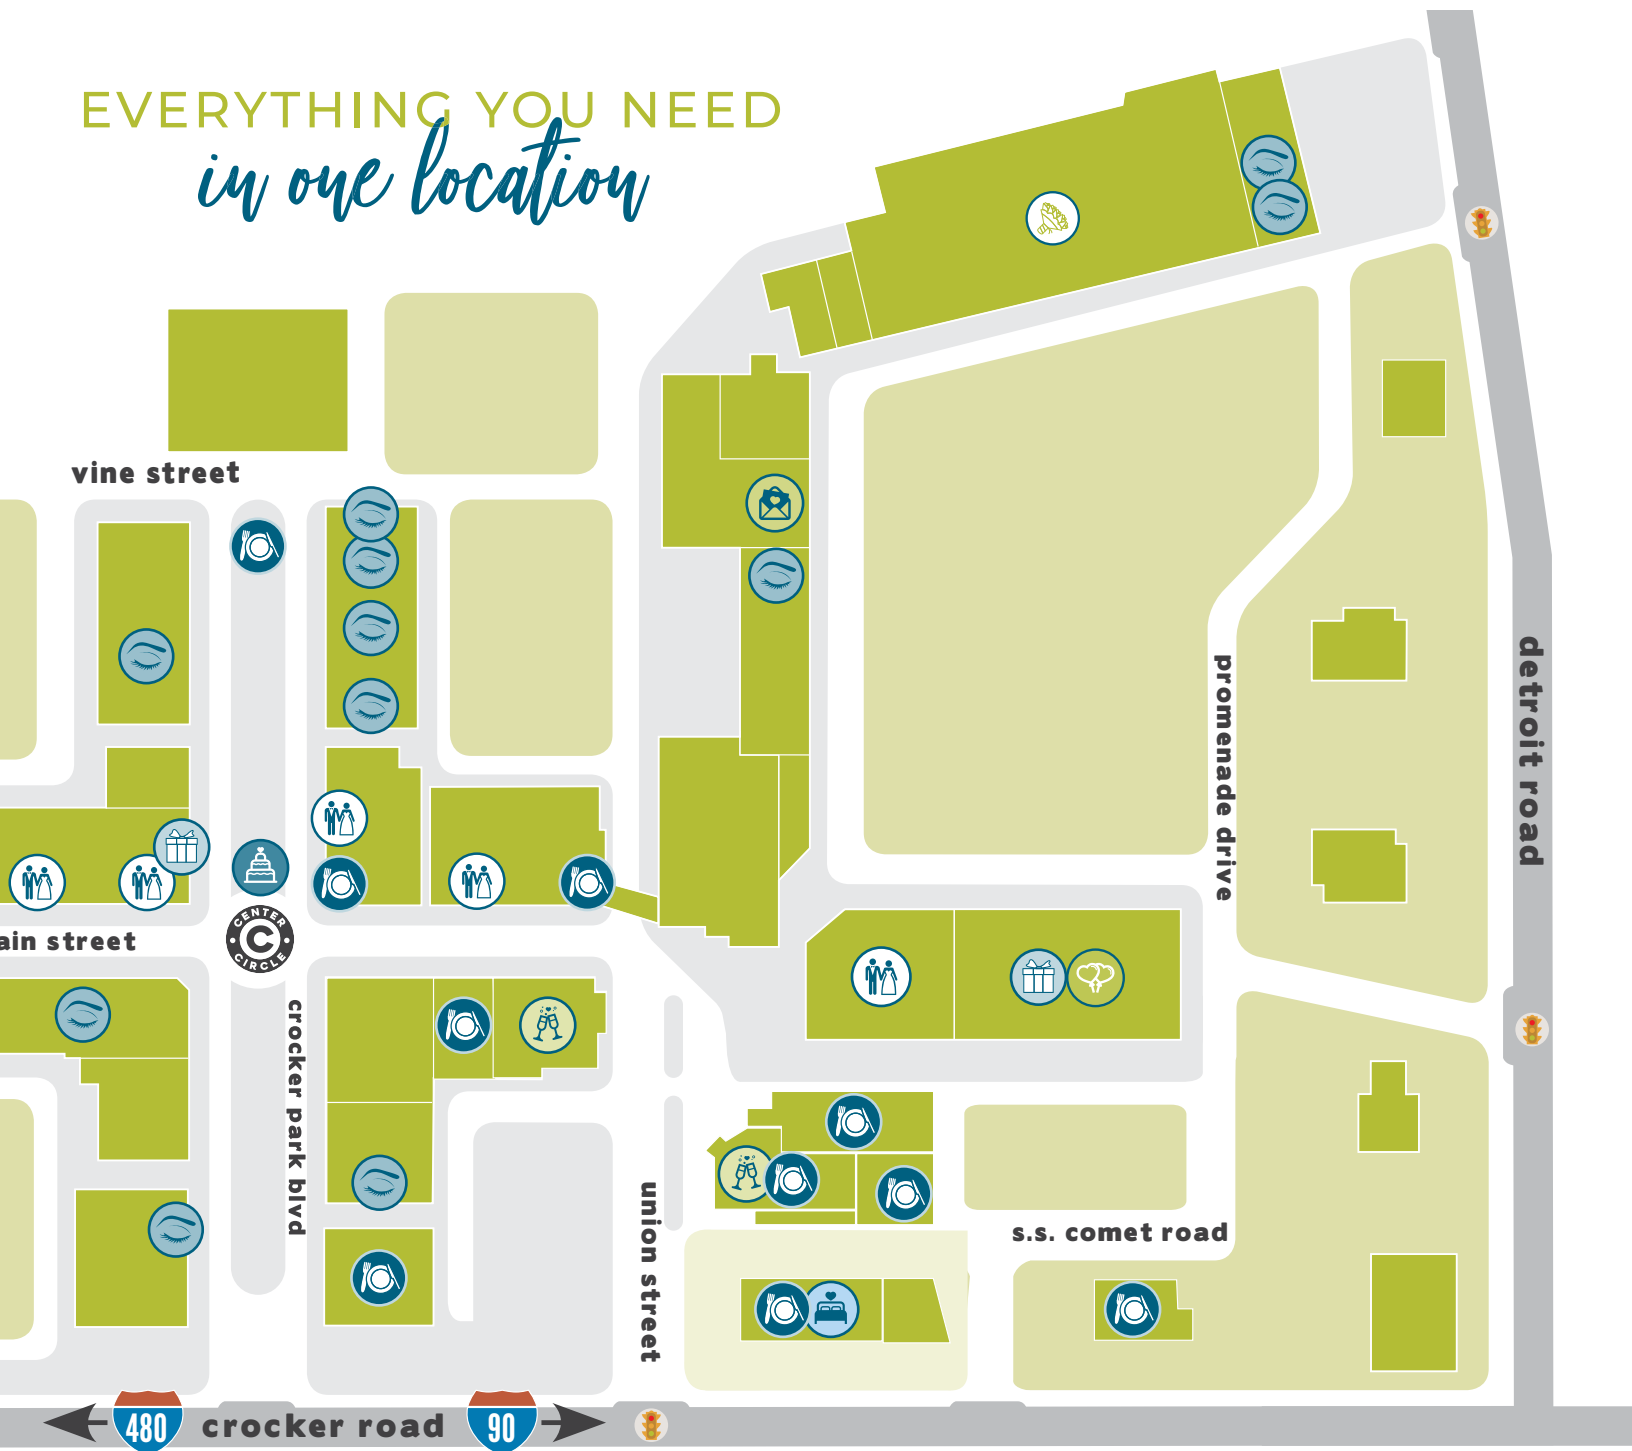 EVERYTHING YOU NEED
in one location
vine street
detroit road
promenade drive
CENTER
C
CIRCLE
ain street
crocker park blvd
union street
s.s. comet road
480
crocker road
90